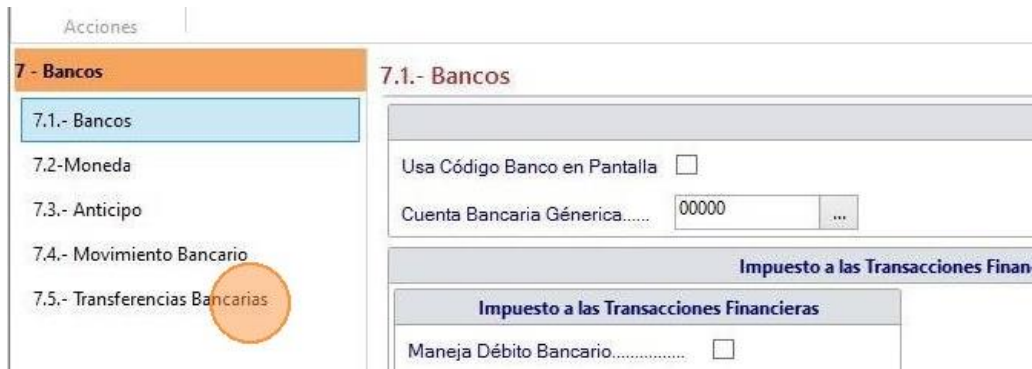 Acciones
7 - Bancos
7.1.- Bancos
7.2-Moneda
7.3.- Anticipo
7.4.- Movimiento Bancario
7.5.- Transferencias Bancarias
7.1.- Bancos
Usa Código Banco en Pantalla
Cuenta Bancaria Génerica...... 00000 ...
Impuesto a las Transacciones Finan
Impuesto a las Transacciones Financieras
Maneja Débito Bancario................